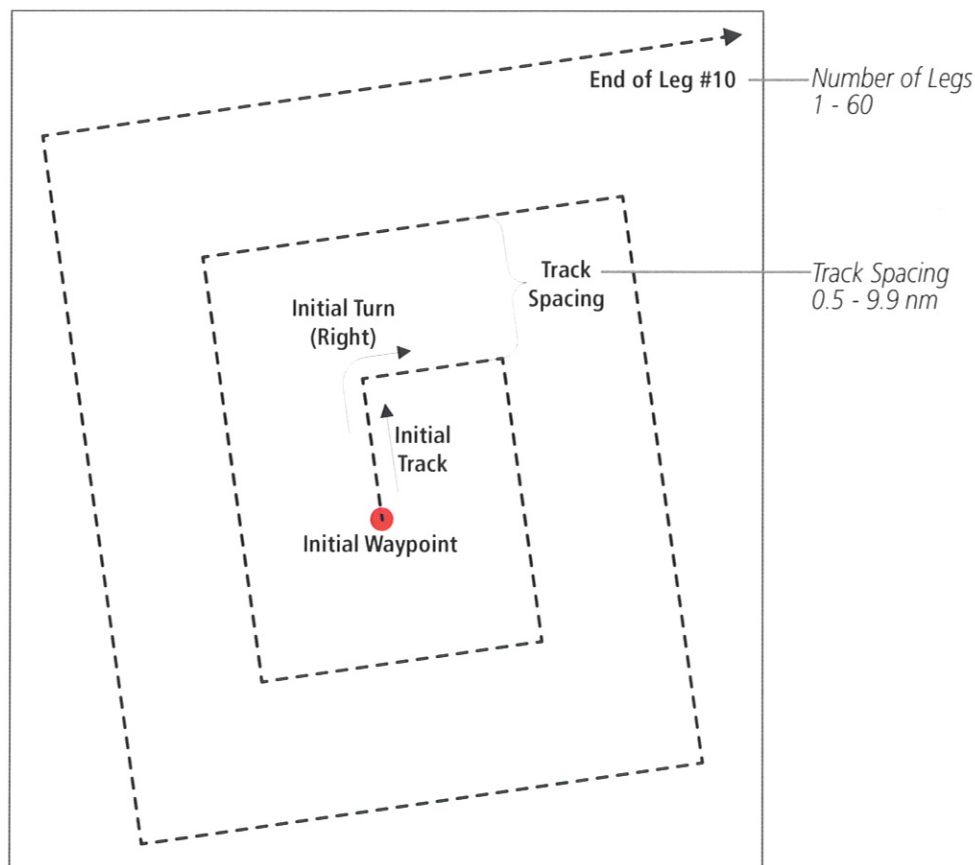 End of Leg #10
Number of Legs
1 - 60
Track
Spacing
Track Spacing
0.5 - 9.9 nm
Initial Turn
(Right)
Initial
Track
Initial Waypoint